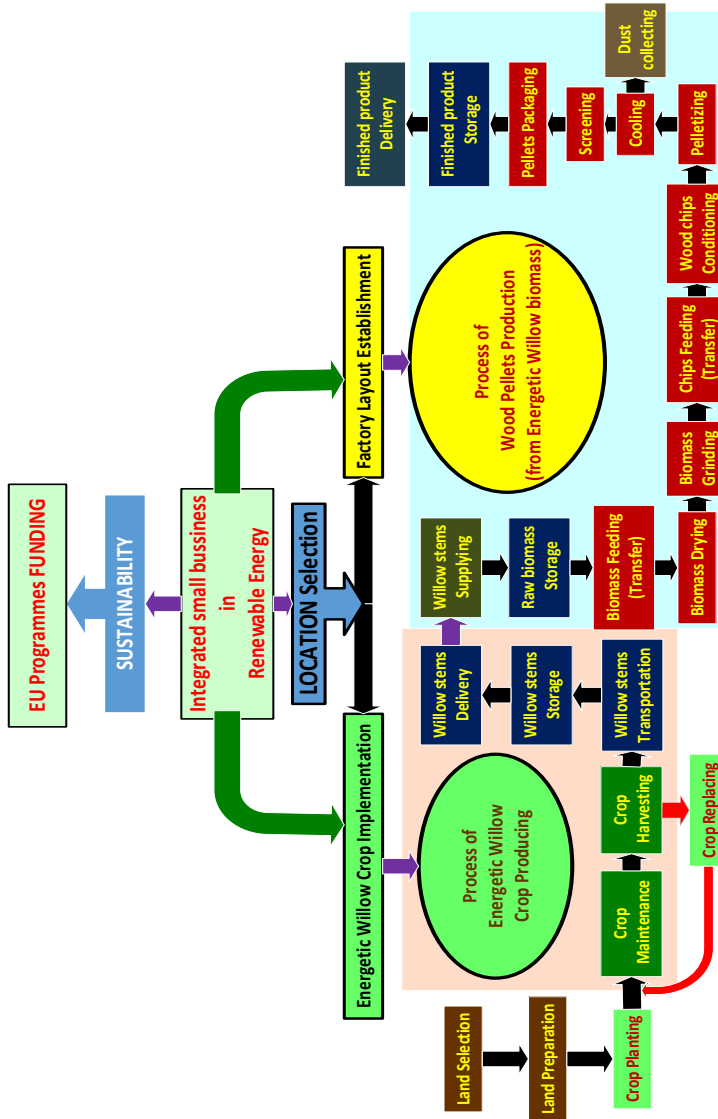 EU Programmes FUNDING
SUSTAINABILITY
Integrated small bussiness
in
Renewable Energy
LOCATION Selection
Energetic Willow Crop Implementation
Factory Layout Establishment
Process of
Energetic Willow
Crop Producing
Process of
Wood Pellets Production
(from Energetic Willow biomass)
Land Selection
Land Preparation
Crop Planting
Crop
Maintenance
Crop
Harvesting
Crop Replacing
Willow stems
Transportation
Willow stems
Storage
Willow stems
Delivery
Willow stems
Supplying
Raw biomass
Storage
Biomass Feeding
(Transfer)
Biomass Drying
Biomass
Grinding
Chips Feeding
(Transfer)
Wood chips
Conditioning
Pelletizing
Cooling
Dust
collecting
Screening
Pellets Packaging
Finished product
Storage
Finished product
Delivery